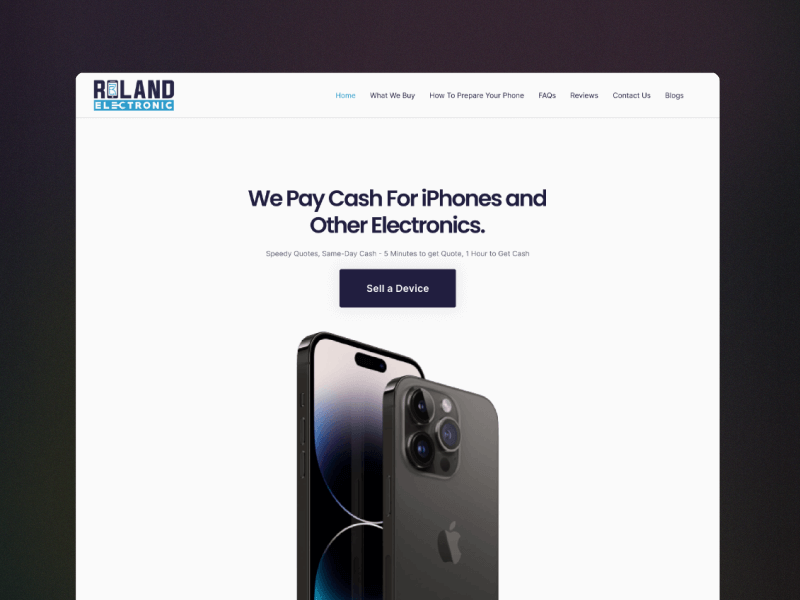 ROLAND
ELECTRONIC
Home What We Buy How To Prepare Your Phone FAQs Reviews Contact Us Blogs
We Pay Cash For iPhones and
Other Electronics.
Speedy Quotes, Same-Day Cash - 5 Minutes to get Quote, 1 Hour to Get Cash
Sell a Device